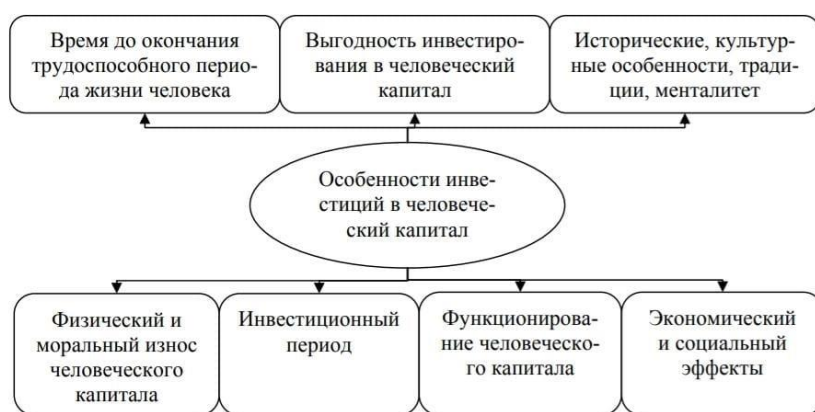 Время до окончания
трудоспособного перио-
да жизни человека
Выгодность инвестиро-
вания в человеческий
капитал
Исторические, культур-
ные особенности, тради-
ции, менталитет
Особенности инве-
стиций в человече-
ский капитал
Физический и
моральный износ
человеческого
капитала
Инвестиционный
период
Функционирова-
ние человеческо-
го капитала
Экономический
и социальный
эффекты